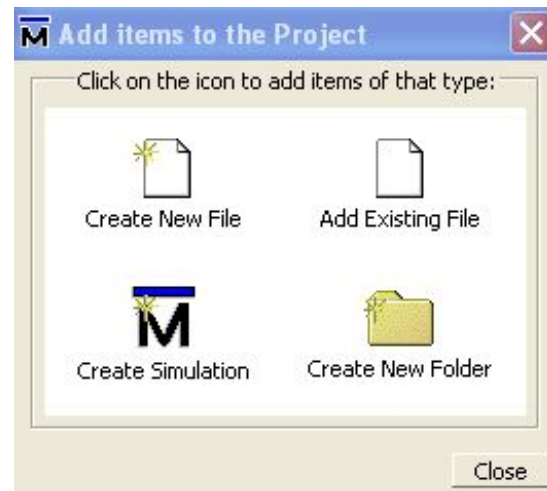 M Add items to the Project
Click on the icon to add items of that type:
Create New File
Add Existing File
M
Create Simulation
Create New Folder
Close